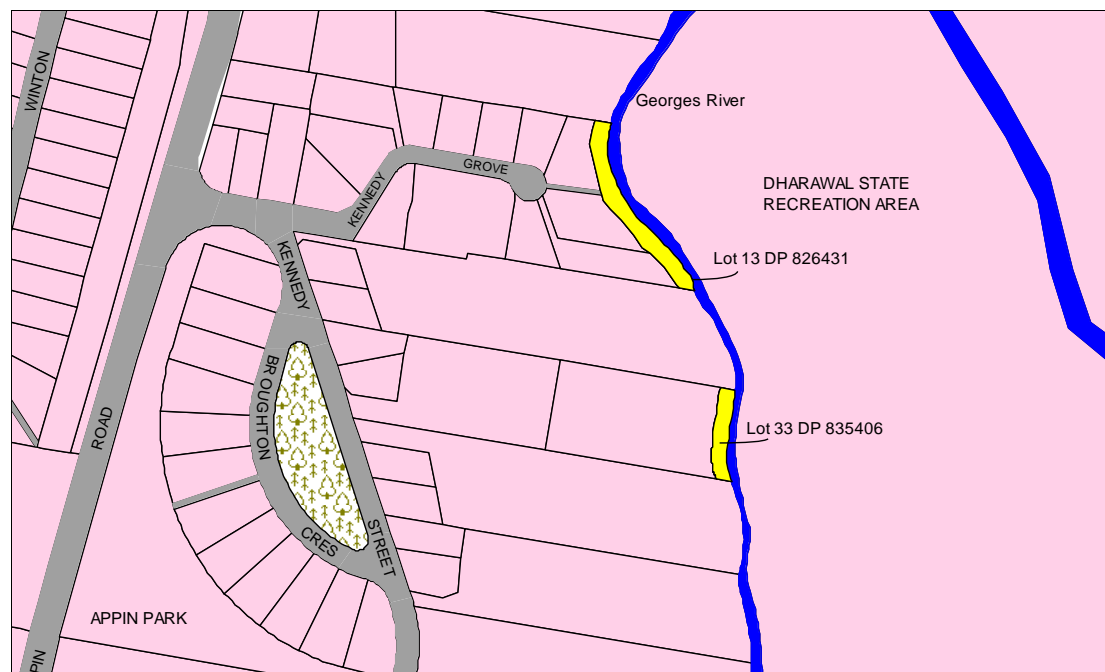 WINTON
Georges River
GROVE
KENNEDY
DHARAWAL STATE
RECREATION AREA
KENNEDY
Lot 13 DP 826431
BROUGHTON
ROAD
Lot 33 DP 835406
CRES
STREET
APPIN PARK
PIN